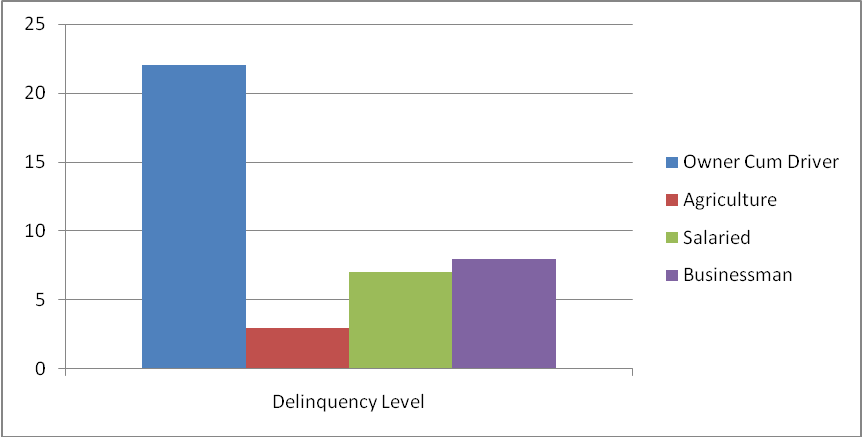 25
20
15
10
5
0
Delinquency Level
Owner Cum Driver
Agriculture
Salaried
Businessman